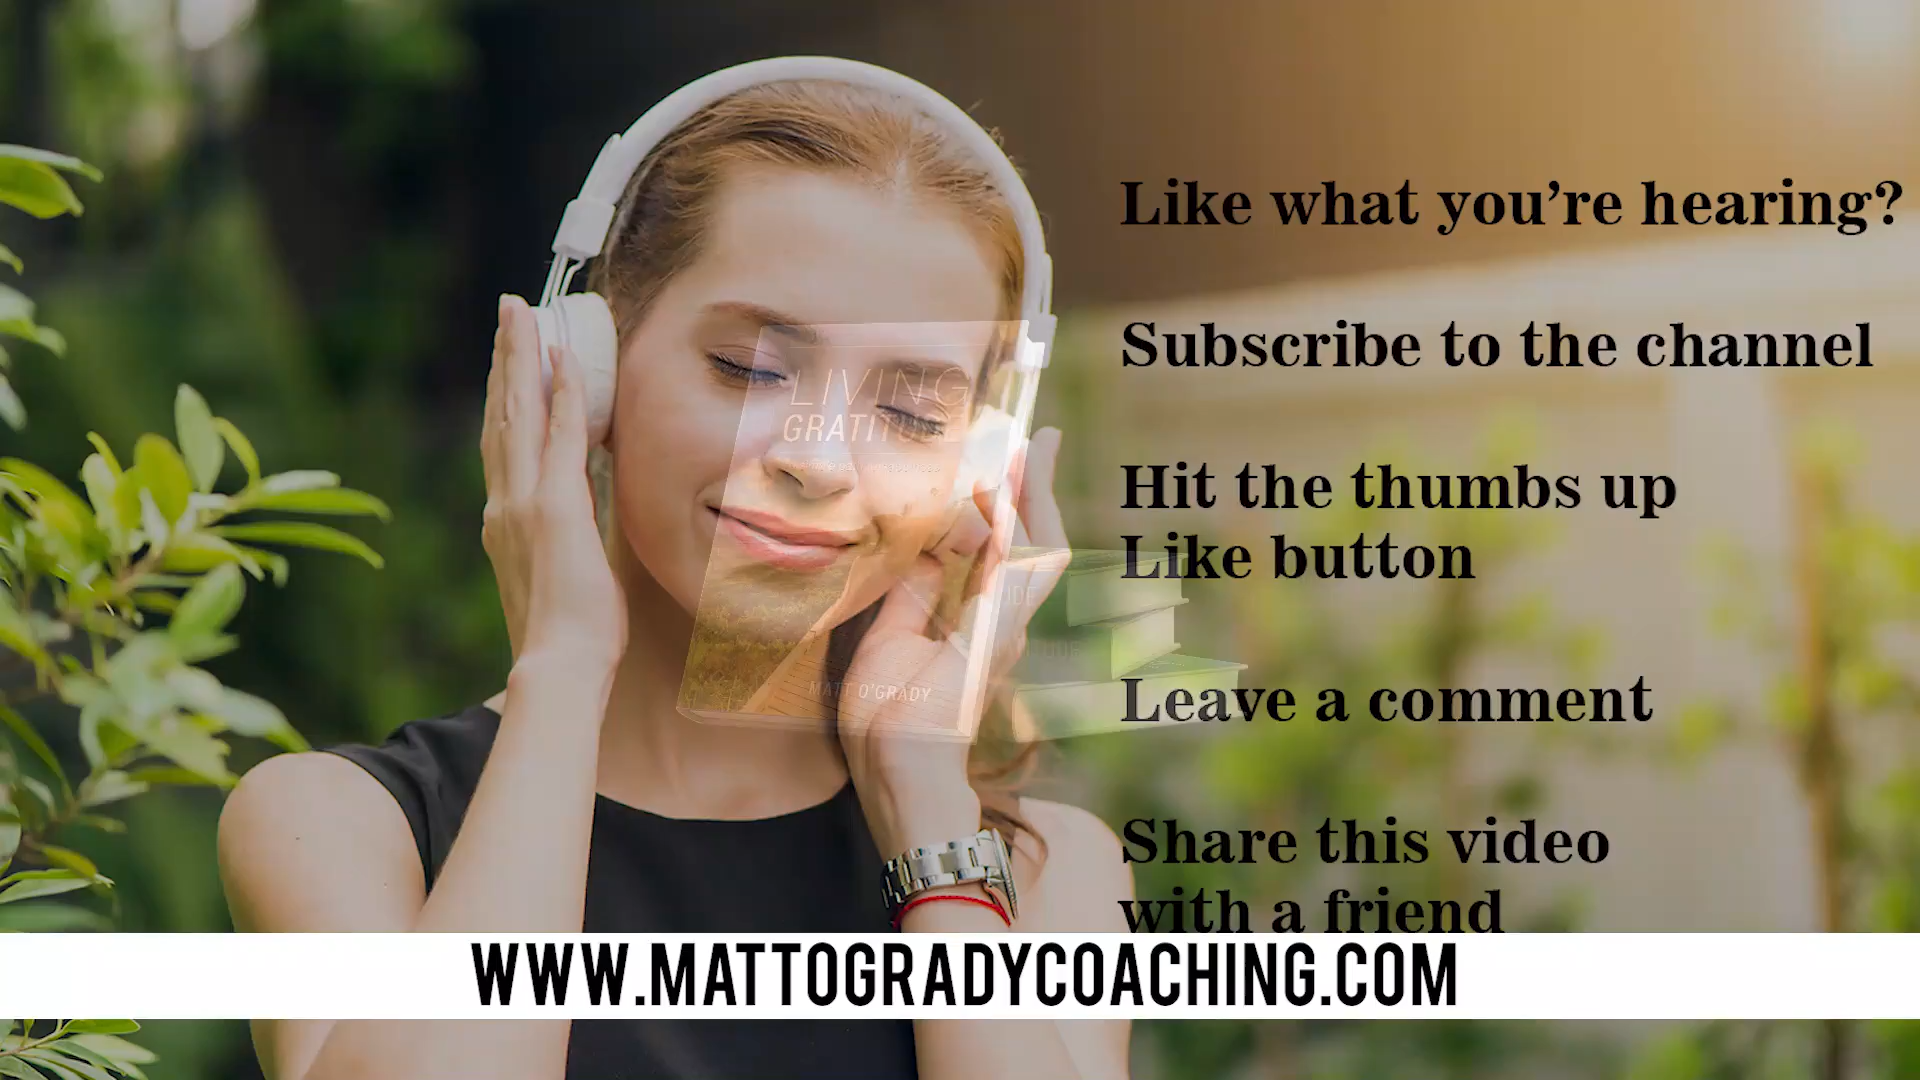 Like what you're hearing?
Subscribe to the channel
Hit the thumbs up
Like button
Leave a comment
Share this video
with a friend
LIVING
GRATITUDE
MATT O'GRADY
WWW.MATTOGRADYCOACHING.COM